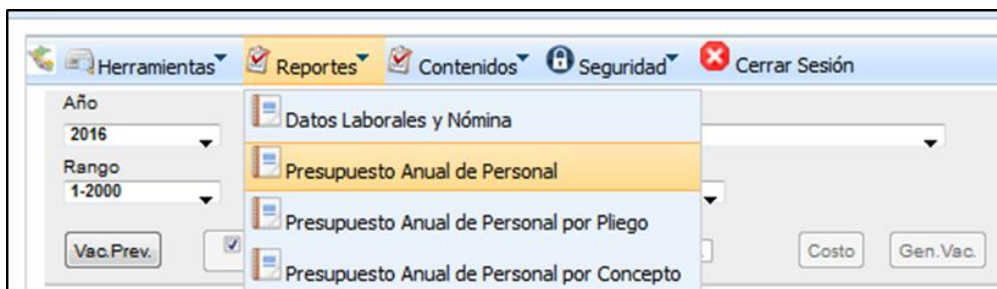 Herramientas Reportes Contenidos Seguridad Cerrar Sesión
Año
Datos Laborales y Nómina
2016
Presupuesto Anual de Personal
Rango
1-2000
Presupuesto Anual de Personal por Pliego
Vac.Prev. Costo Gen.Vac.
Presupuesto Anual de Personal por Concepto